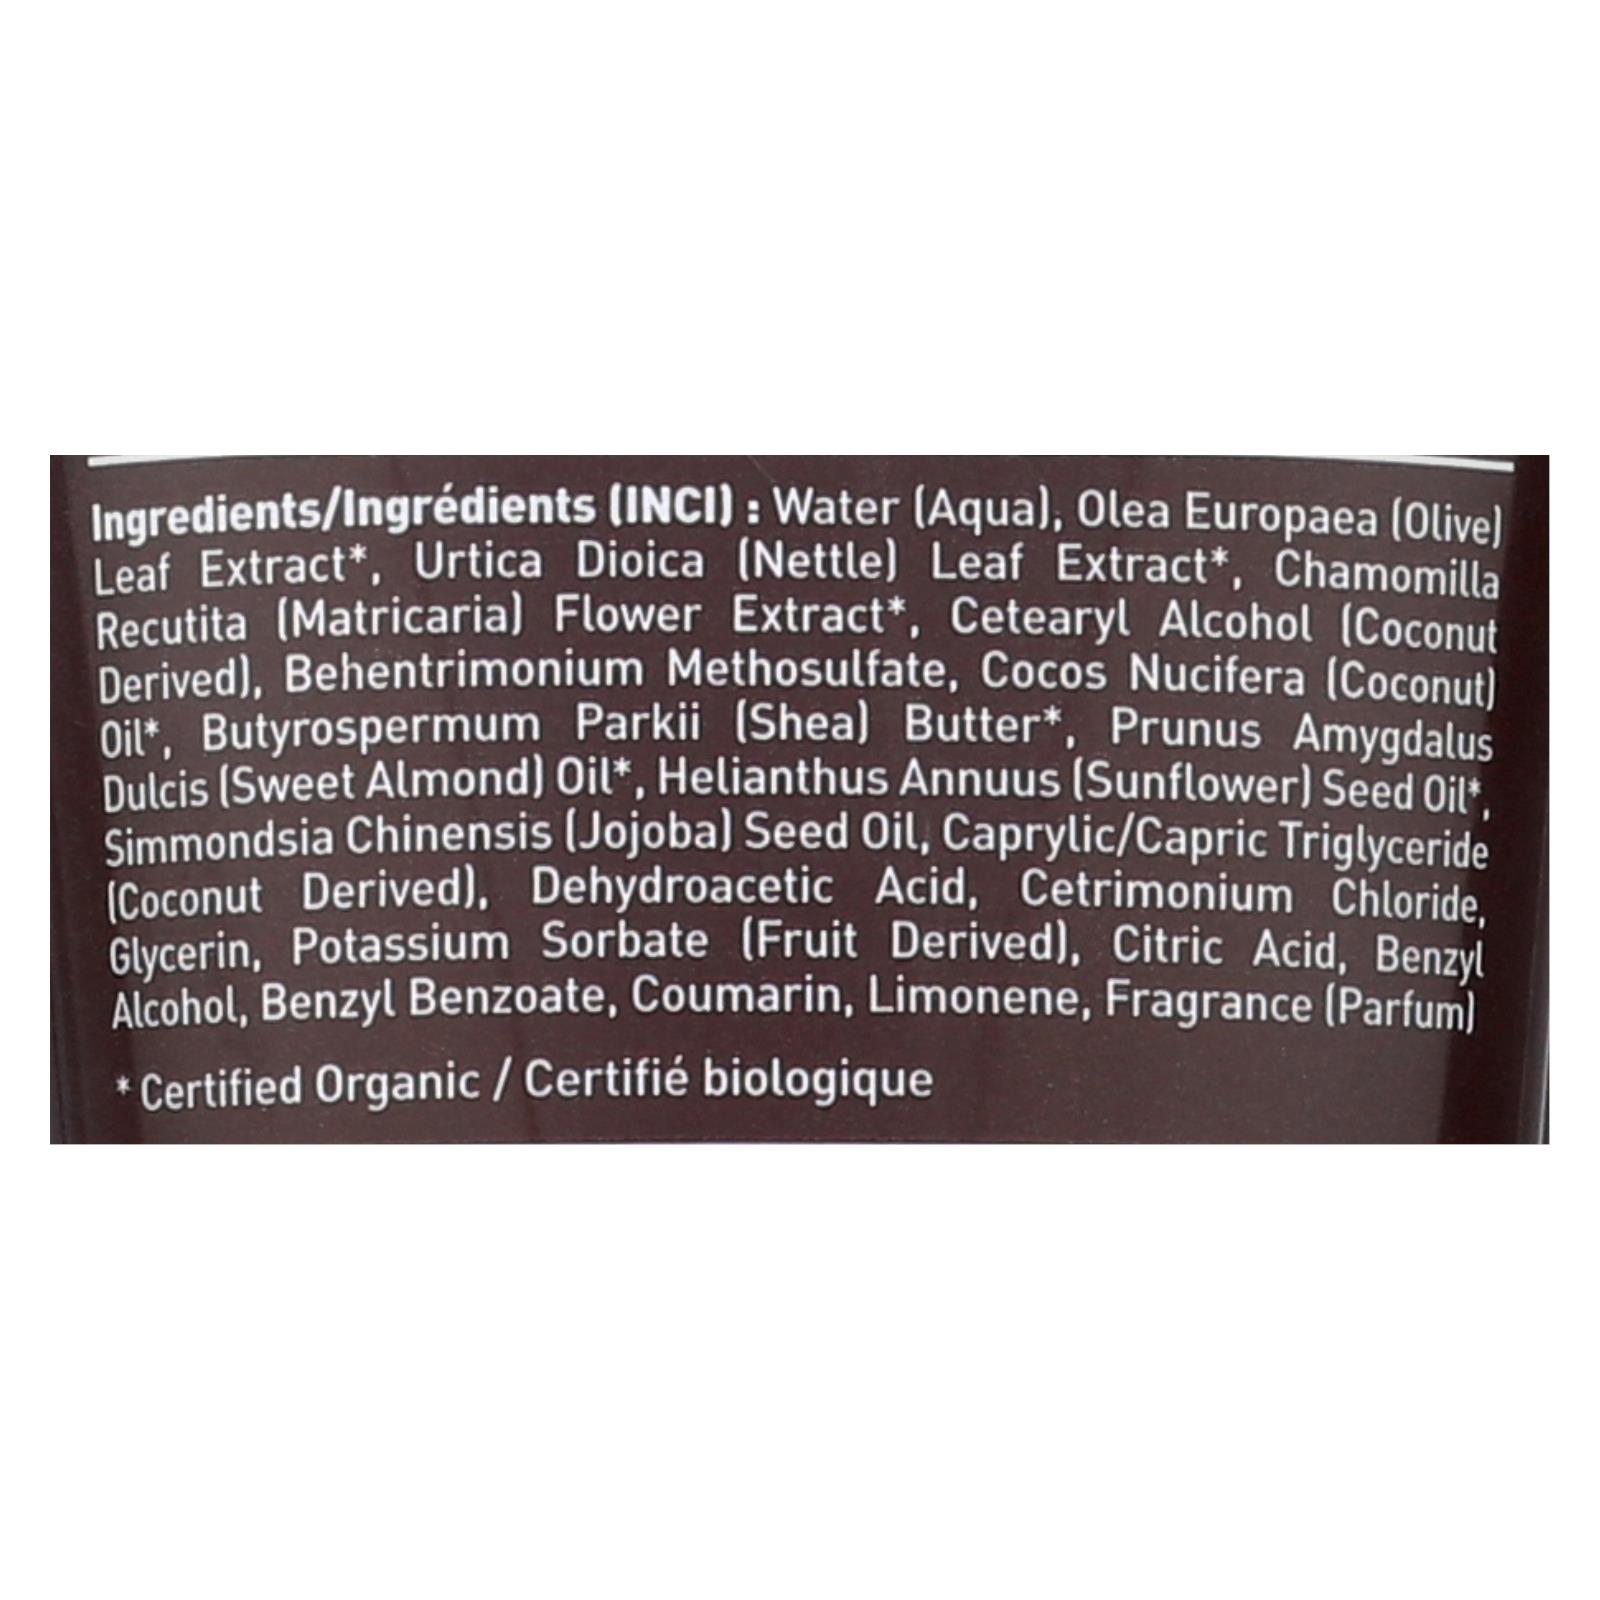 Ingredients/Ingrédients (INCI) : Water (Aqua), Olea Europaea (Olive)
Leaf Extract*, Urtica Dioica (Nettle) Leaf Extract*, Chamomilla
Recutita (Matricaria) Flower Extract*, Cetearyl Alcohol (Coconut
Derived), Behentrimonium Methosulfate, Cocos Nucifera (Coconut)
Oil*, Butyrospermum Parkii (Shea) Butter*, Prunus Amygdalus
Dulcis (Sweet Almond) Oil*, Helianthus Annuus (Sunflower) Seed Oil*,
Simmondsia Chinensis (Jojoba) Seed Oil, Caprylic/Capric Triglyceride
(Coconut Derived), Dehydroacetic Acid, Cetrimonium Chloride,
Glycerin, Potassium Sorbate (Fruit Derived), Citric Acid, Benzyl
Alcohol, Benzyl Benzoate, Coumarin, Limonene, Fragrance (Parfum)
* Certified Organic / Certifié biologique